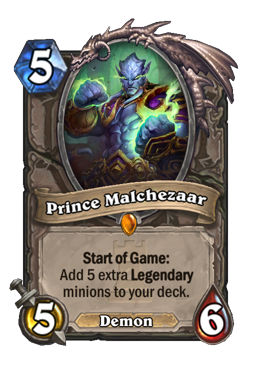 5
Prince Malchezaar
Start of Game:
Add 5 extra Legendary
minions to your deck.
5
Demon
6